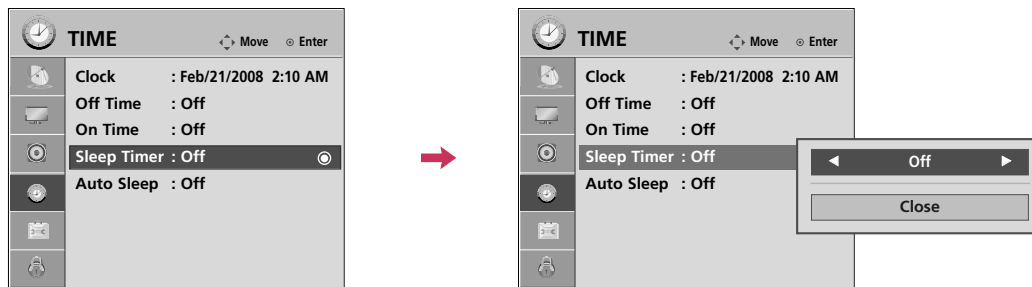 TIME Move Enter
Clock : Feb/21/2008 2:10 AM
Off Time : Off
On Time : Off
Sleep Timer : Off
Auto Sleep : Off
TIME Move Enter
Clock : Feb/21/2008 2:10 AM
Off Time : Off
On Time : Off
Sleep Timer : Off
Auto Sleep : Off
Off
Close